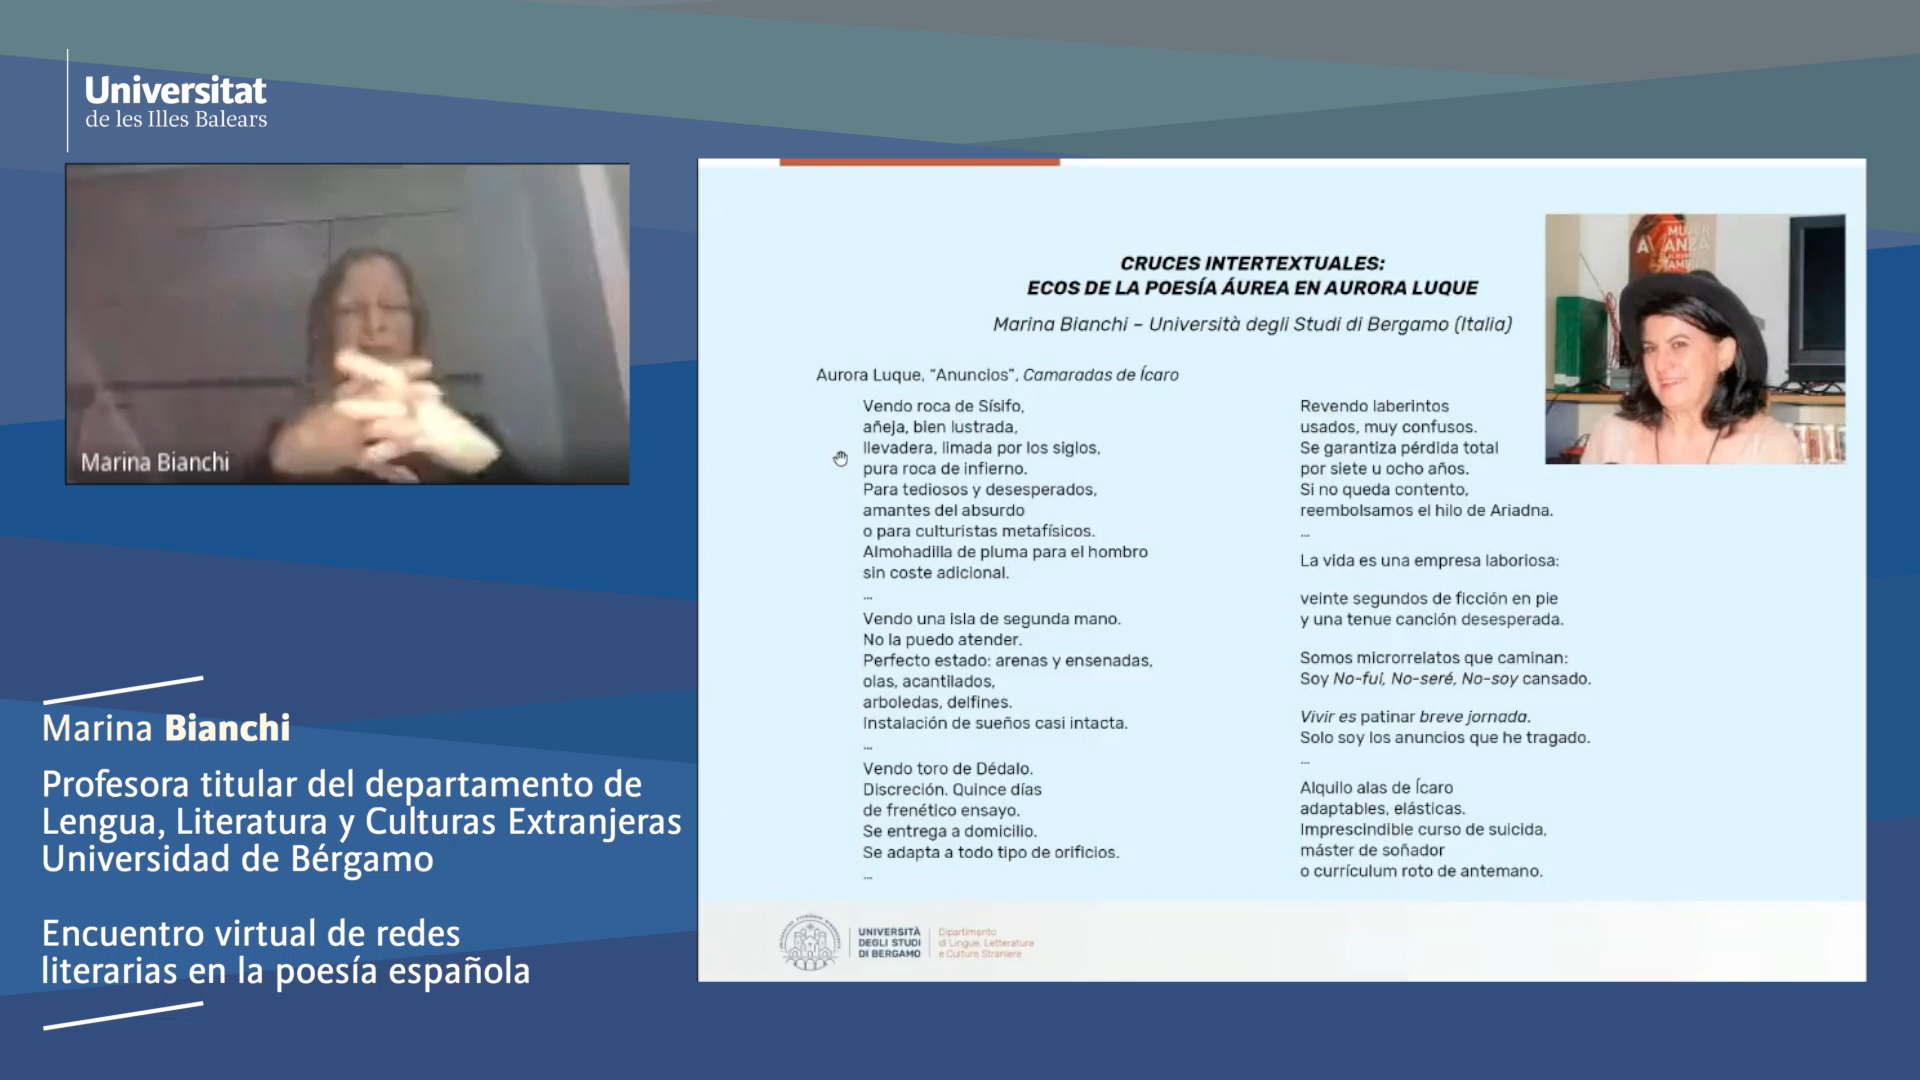 Universitat
de les Illes Balears
Marina Bianchi
Marina Bianchi
Profesora titular del departamento de
Lengua, Literatura y Culturas Extranjeras
Universidad de Bérgamo
Encuentro virtual de redes
literarias en la poesía española
CRUCES INTERTEXTUALES:
ECOS DE LA POESÍA ÁUREA EN AURORA LUQUE
Marina Bianchi – Università degli Studi di Bergamo (Italia)
Aurora Luque, “Anuncios”, Camaradas de Ícaro
Vendo roca de Sísifo,
añeja, bien lustrada,
llevadera, limada por los siglos,
pura roca de infierno.
Para tediosos y desesperados,
amantes del absurdo
o para culturistas metafísicos.
Almohadilla de pluma para el hombro
sin coste adicional.
...
Vendo una isla de segunda mano.
No la puedo atender.
Perfecto estado: arenas y ensenadas,
olas, acantilados,
arboledas, delfines.
Instalación de sueños casi intacta.
...
Vendo toro de Dédalo.
Discreción. Quince días
de frenético ensayo.
Se entrega a domicilio.
Se adapta a todo tipo de orificios.
...
Revendo laberintos
usados, muy confusos.
Se garantiza pérdida total
por siete u ocho años.
Si no queda contento,
reembolsamos el hilo de Ariadna.
...
La vida es una empresa laboriosa:
veinte segundos de ficción en pie
y una tenue canción desesperada.
Somos microrrelatos que caminan:
Soy No-fui, No-seré, No-soy cansado.
Vivir es patinar breve jornada.
Solo soy los anuncios que he tragado.
...
Alquilo alas de Ícaro
adaptables, elásticas.
Imprescindible curso de suicida,
máster de soñador
o currículum roto de antemano.
MUJER
AVANZA
UNIVERSITÀ
DEGLI STUDI
DI BERGAMO
Dipartimento
di Lingue, Letterature
e Culture Straniere